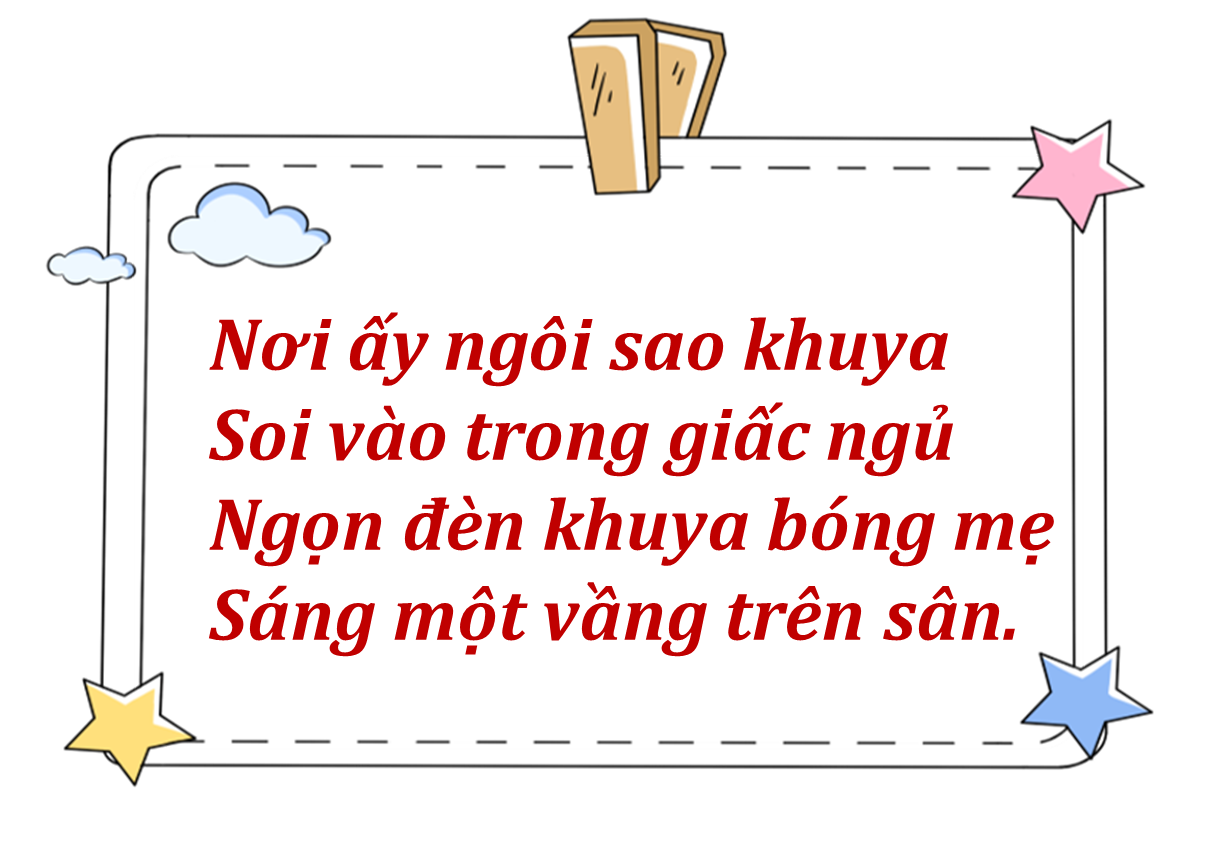 Nơi ấy ngôi sao khuya
Soi vào trong giấc ngủ
Ngọn đèn khuya bóng mẹ
Sáng một vầng trên sân.